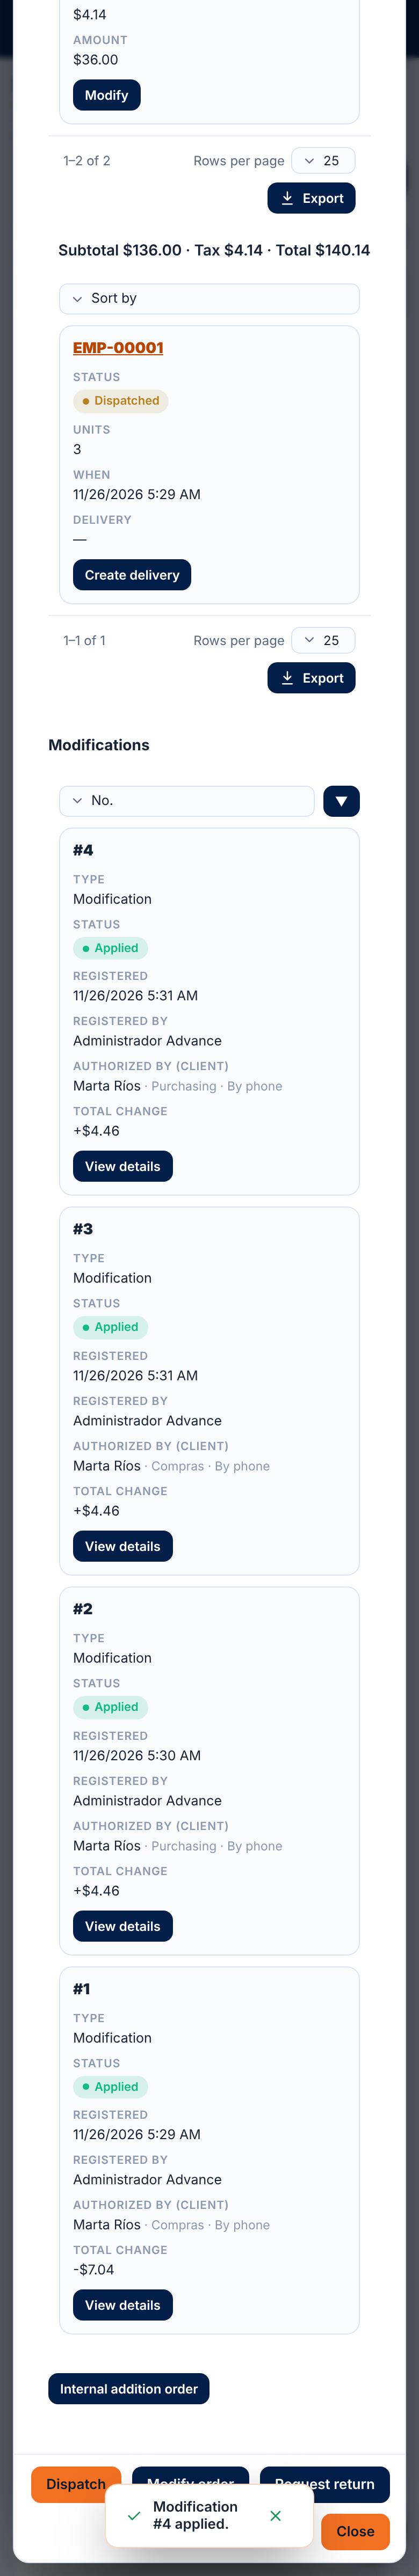 $4.14
AMOUNT
$36.00
Modify
1–2 of 2 Rows per page 25
Export
Subtotal $136.00 · Tax $4.14 · Total $140.14
Sort by
EMP-00001
STATUS
Dispatched
UNITS
3
WHEN
11/26/2026 5:29 AM
DELIVERY
—
Create delivery
1–1 of 1 Rows per page 25
Export
Modifications
No. ▼
#4
TYPE
Modification
STATUS
Applied
REGISTERED
11/26/2026 5:31 AM
REGISTERED BY
Administrador Advance
AUTHORIZED BY (CLIENT)
Marta Ríos · Purchasing · By phone
TOTAL CHANGE
+$4.46
View details
#3
TYPE
Modification
STATUS
Applied
REGISTERED
11/26/2026 5:31 AM
REGISTERED BY
Administrador Advance
AUTHORIZED BY (CLIENT)
Marta Ríos · Compras · By phone
TOTAL CHANGE
+$4.46
View details
#2
TYPE
Modification
STATUS
Applied
REGISTERED
11/26/2026 5:30 AM
REGISTERED BY
Administrador Advance
AUTHORIZED BY (CLIENT)
Marta Ríos · Purchasing · By phone
TOTAL CHANGE
+$4.46
View details
#1
TYPE
Modification
STATUS
Applied
REGISTERED
11/26/2026 5:29 AM
REGISTERED BY
Administrador Advance
AUTHORIZED BY (CLIENT)
Marta Ríos · Compras · By phone
TOTAL CHANGE
-$7.04
View details
Internal addition order
Dispatch Modify order Request return
Modification
#4 applied.
Close